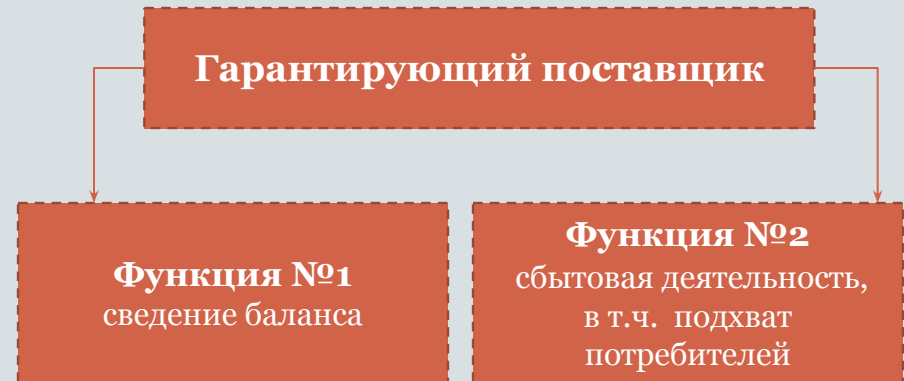 Гарантирующий поставщик
Функция №1
сведение баланса
Функция №2
сбытовая деятельность,
в т.ч. подхват
потребителей